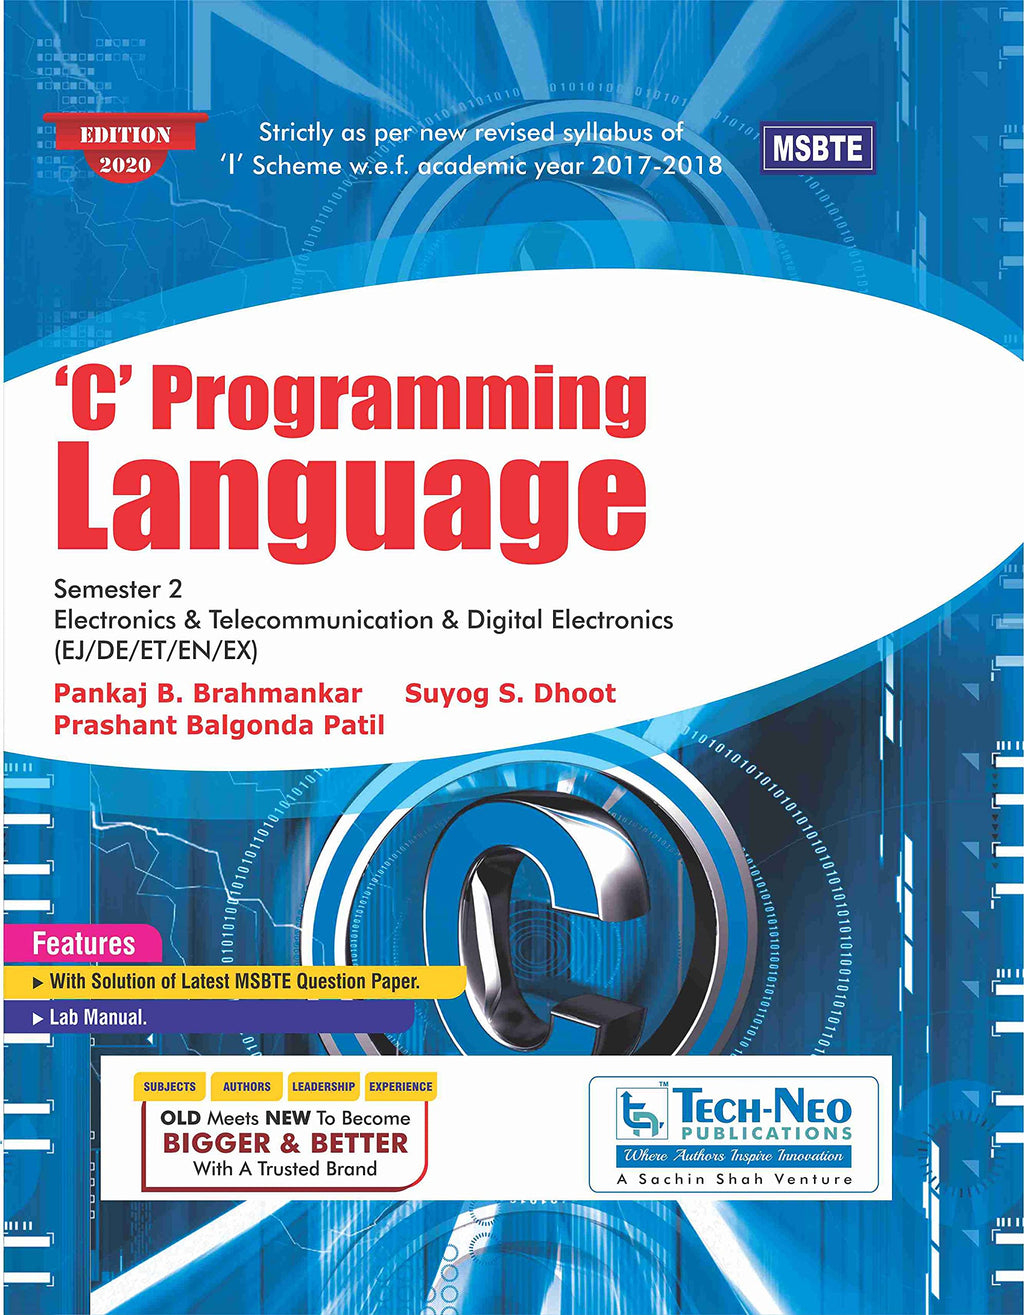 EDITION
2020
Strictly as per new revised syllabus of
‘I’ Scheme w.e.f. academic year 2017-2018
MSBTE
‘C’ Programming
Language
Semester 2
Electronics & Telecommunication & Digital Electronics
(EJ/DE/ET/EN/EX)
Pankaj B. Brahmankar Suyog S. Dhoot
Prashant Balgonda Patil
Features
▶ With Solution of Latest MSBTE Question Paper.
▶ Lab Manual.
SUBJECTS AUTHORS LEADERSHIP EXPERIENCE
OLD Meets NEW To Become
BIGGER & BETTER
With A Trusted Brand
TM
TECH-NEO
PUBLICATIONS
Where Authors Inspire Innovation
A Sachin Shah Venture